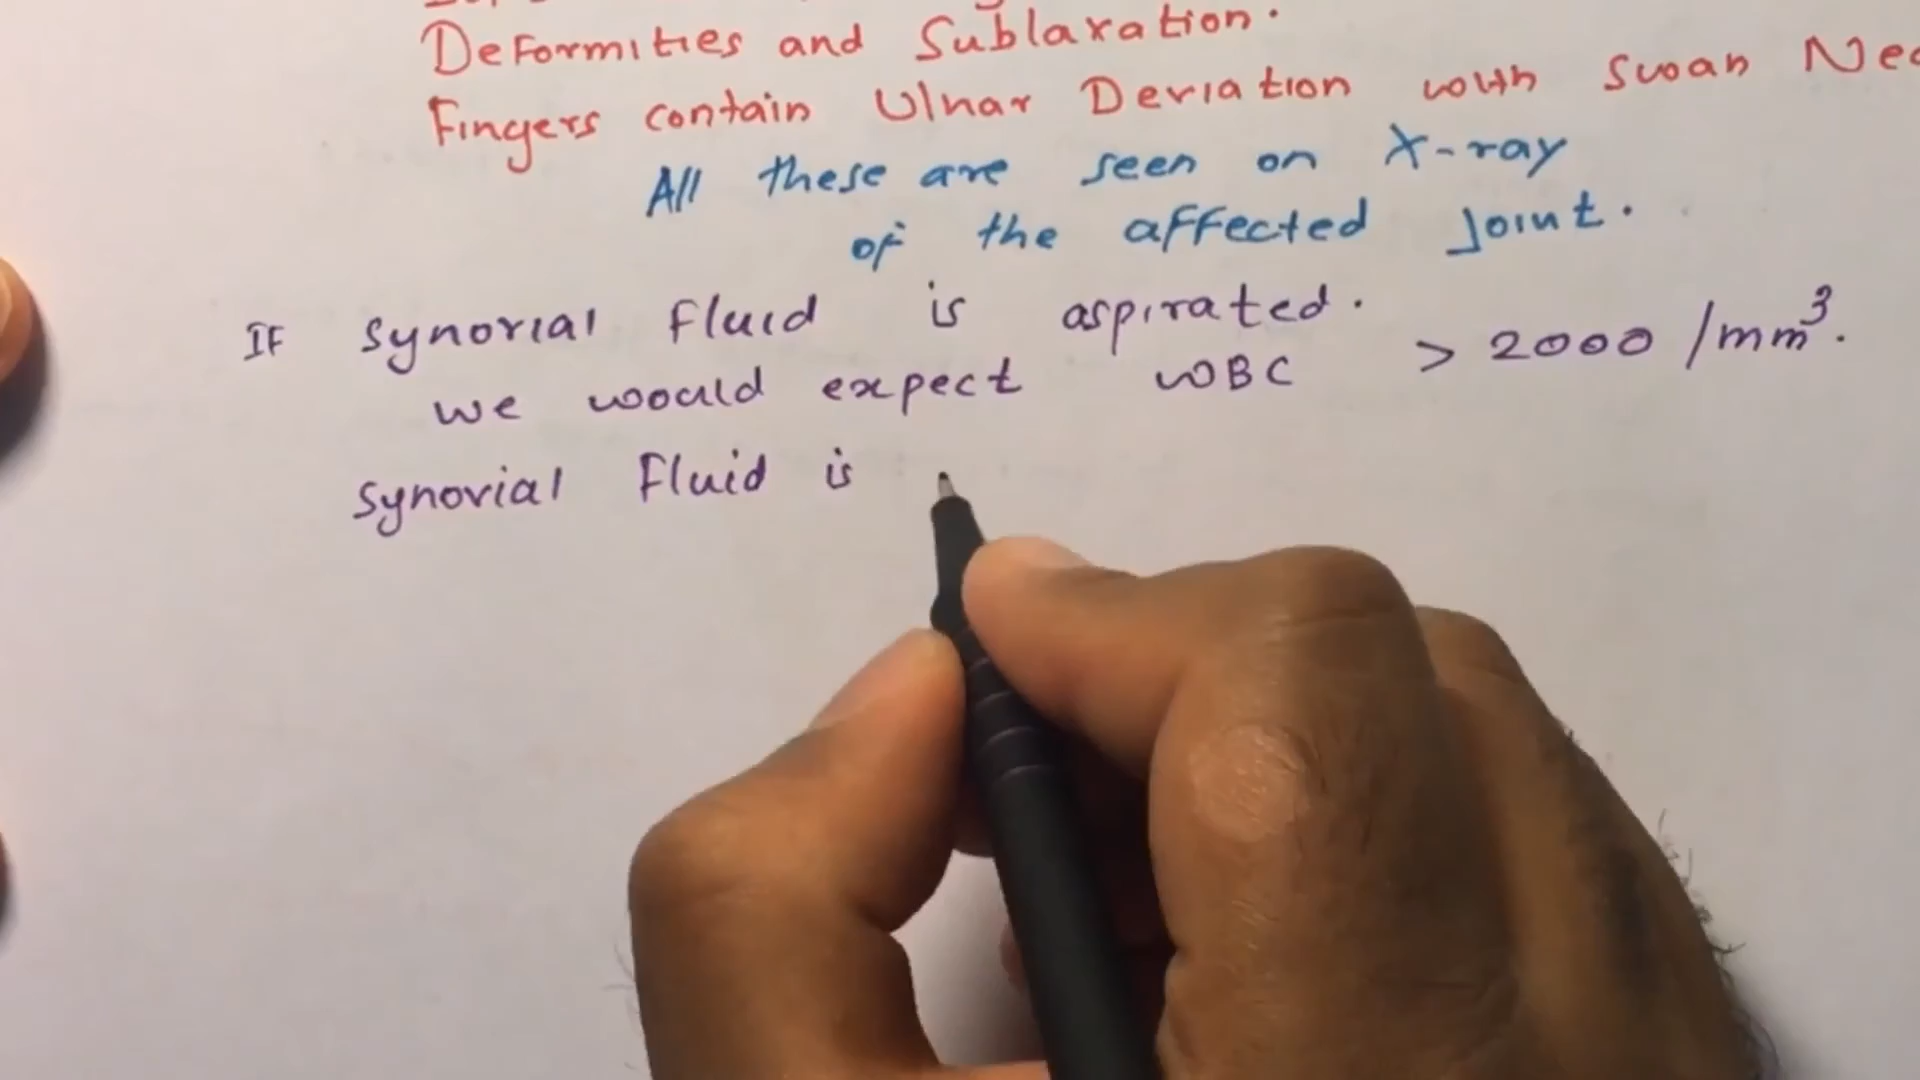 Deformities and Sublaxation.
Fingers contain Ulnar Deviation with Swan Nec
All these are seen on X-ray
of the affected Joint.
If synovial fluid is aspirated.
we would expect WBC > 2000 /mm³.
Synovial Fluid is